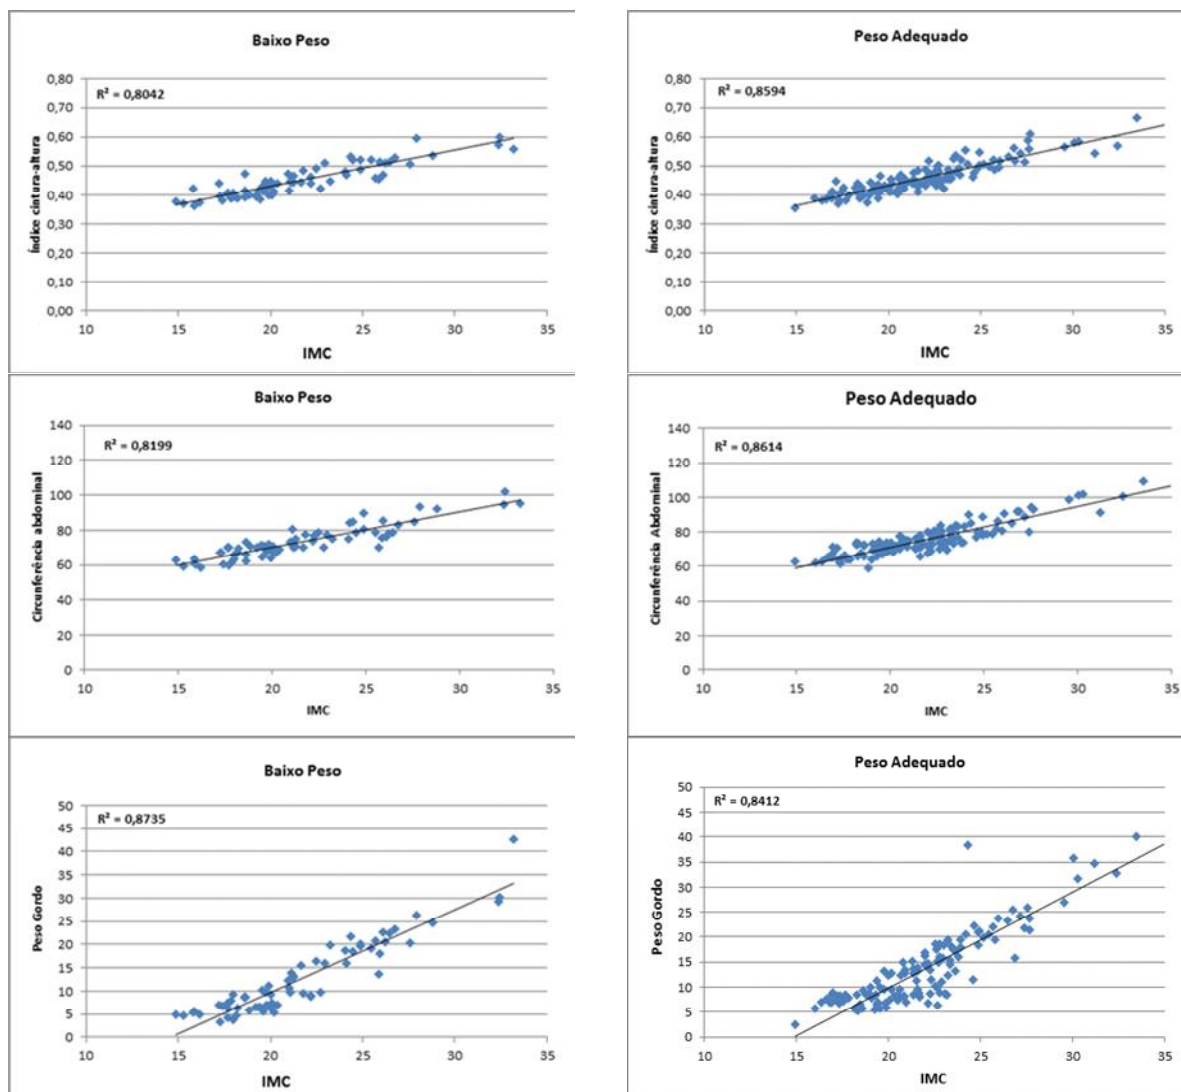 Baixo Peso
R² = 0,8042
Índice cintura-altura
0,80
0,70
0,60
0,50
0,40
0,30
0,20
0,10
0,00
10 15 20 25 30 35
IMC
Peso Adequado
R² = 0,8594
Índice cintura-altura
0,80
0,70
0,60
0,50
0,40
0,30
0,20
0,10
0,00
10 15 20 25 30 35
IMC
Baixo Peso
R² = 0,8199
Circunferência abdominal
140
120
100
80
60
40
20
0
10 15 20 25 30 35
IMC
Peso Adequado
R² = 0,8614
Circunferência Abdominal
140
120
100
80
60
40
20
0
10 15 20 25 30 35
IMC
Baixo Peso
R² = 0,8735
Peso Gordo
50
45
40
35
30
25
20
15
10
5
0
10 15 20 25 30 35
IMC
Peso Adequado
R² = 0,8412
Peso Gordo
50
45
40
35
30
25
20
15
10
5
0
10 15 20 25 30 35
IMC